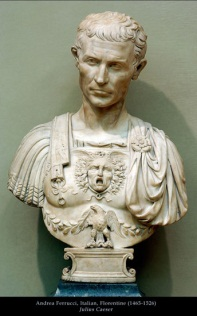 Andrea Ferrucci, Italian, Florentine (1465-1526)
Julius Caesar